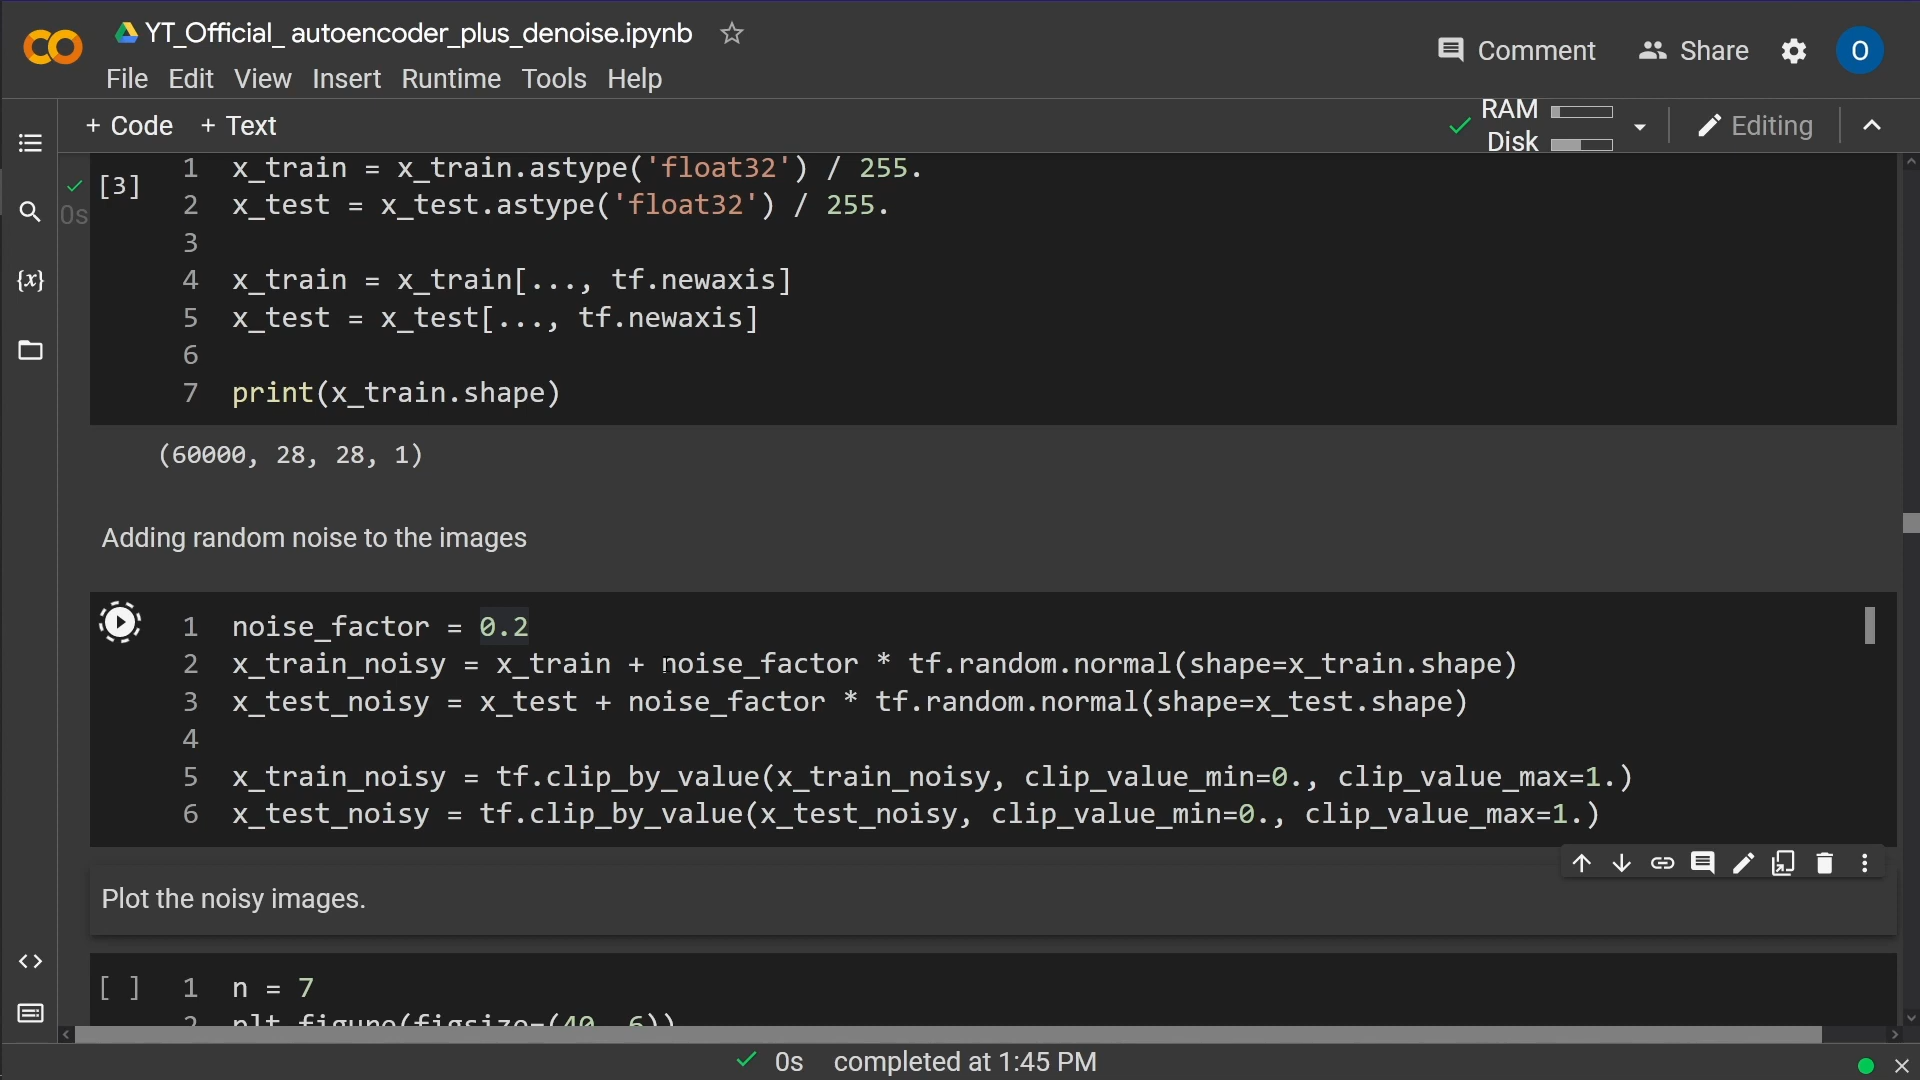 YT_Official_ autoencoder_plus_denoise.ipynb
Comment
Share
O
File Edit View Insert Runtime Tools Help
+ Code + Text
RAM
Disk
Editing
[3]
0s
1 x_train = x_train.astype('float32') / 255.
2 x_test = x_test.astype('float32') / 255.
3
4 x_train = x_train[..., tf.newaxis]
5 x_test = x_test[..., tf.newaxis]
6
7 print(x_train.shape)
(60000, 28, 28, 1)
Adding random noise to the images
1 noise_factor = 0.2
2 x_train_noisy = x_train + noise_factor * tf.random.normal(shape=x_train.shape)
3 x_test_noisy = x_test + noise_factor * tf.random.normal(shape=x_test.shape)
4
5 x_train_noisy = tf.clip_by_value(x_train_noisy, clip_value_min=0., clip_value_max=1.)
6 x_test_noisy = tf.clip_by_value(x_test_noisy, clip_value_min=0., clip_value_max=1.)
Plot the noisy images.
[ ] 1 n = 7
2 plt.figure(figsize=(40, 6))
0s completed at 1:45 PM